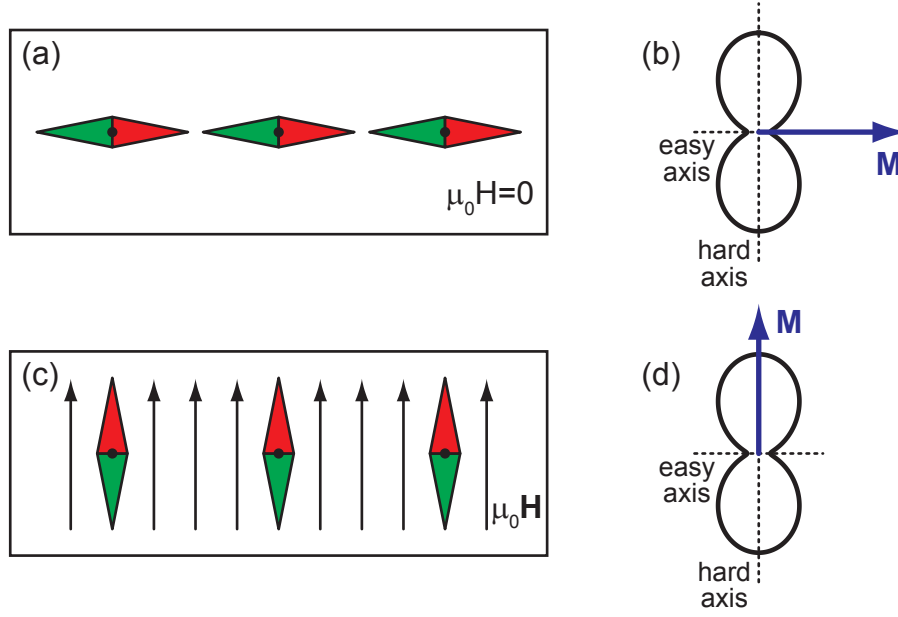 (a)
μ₀H=0
(b)
easy
axis
M
hard
axis
(c)
μ₀H
(d)
M
easy
axis
hard
axis